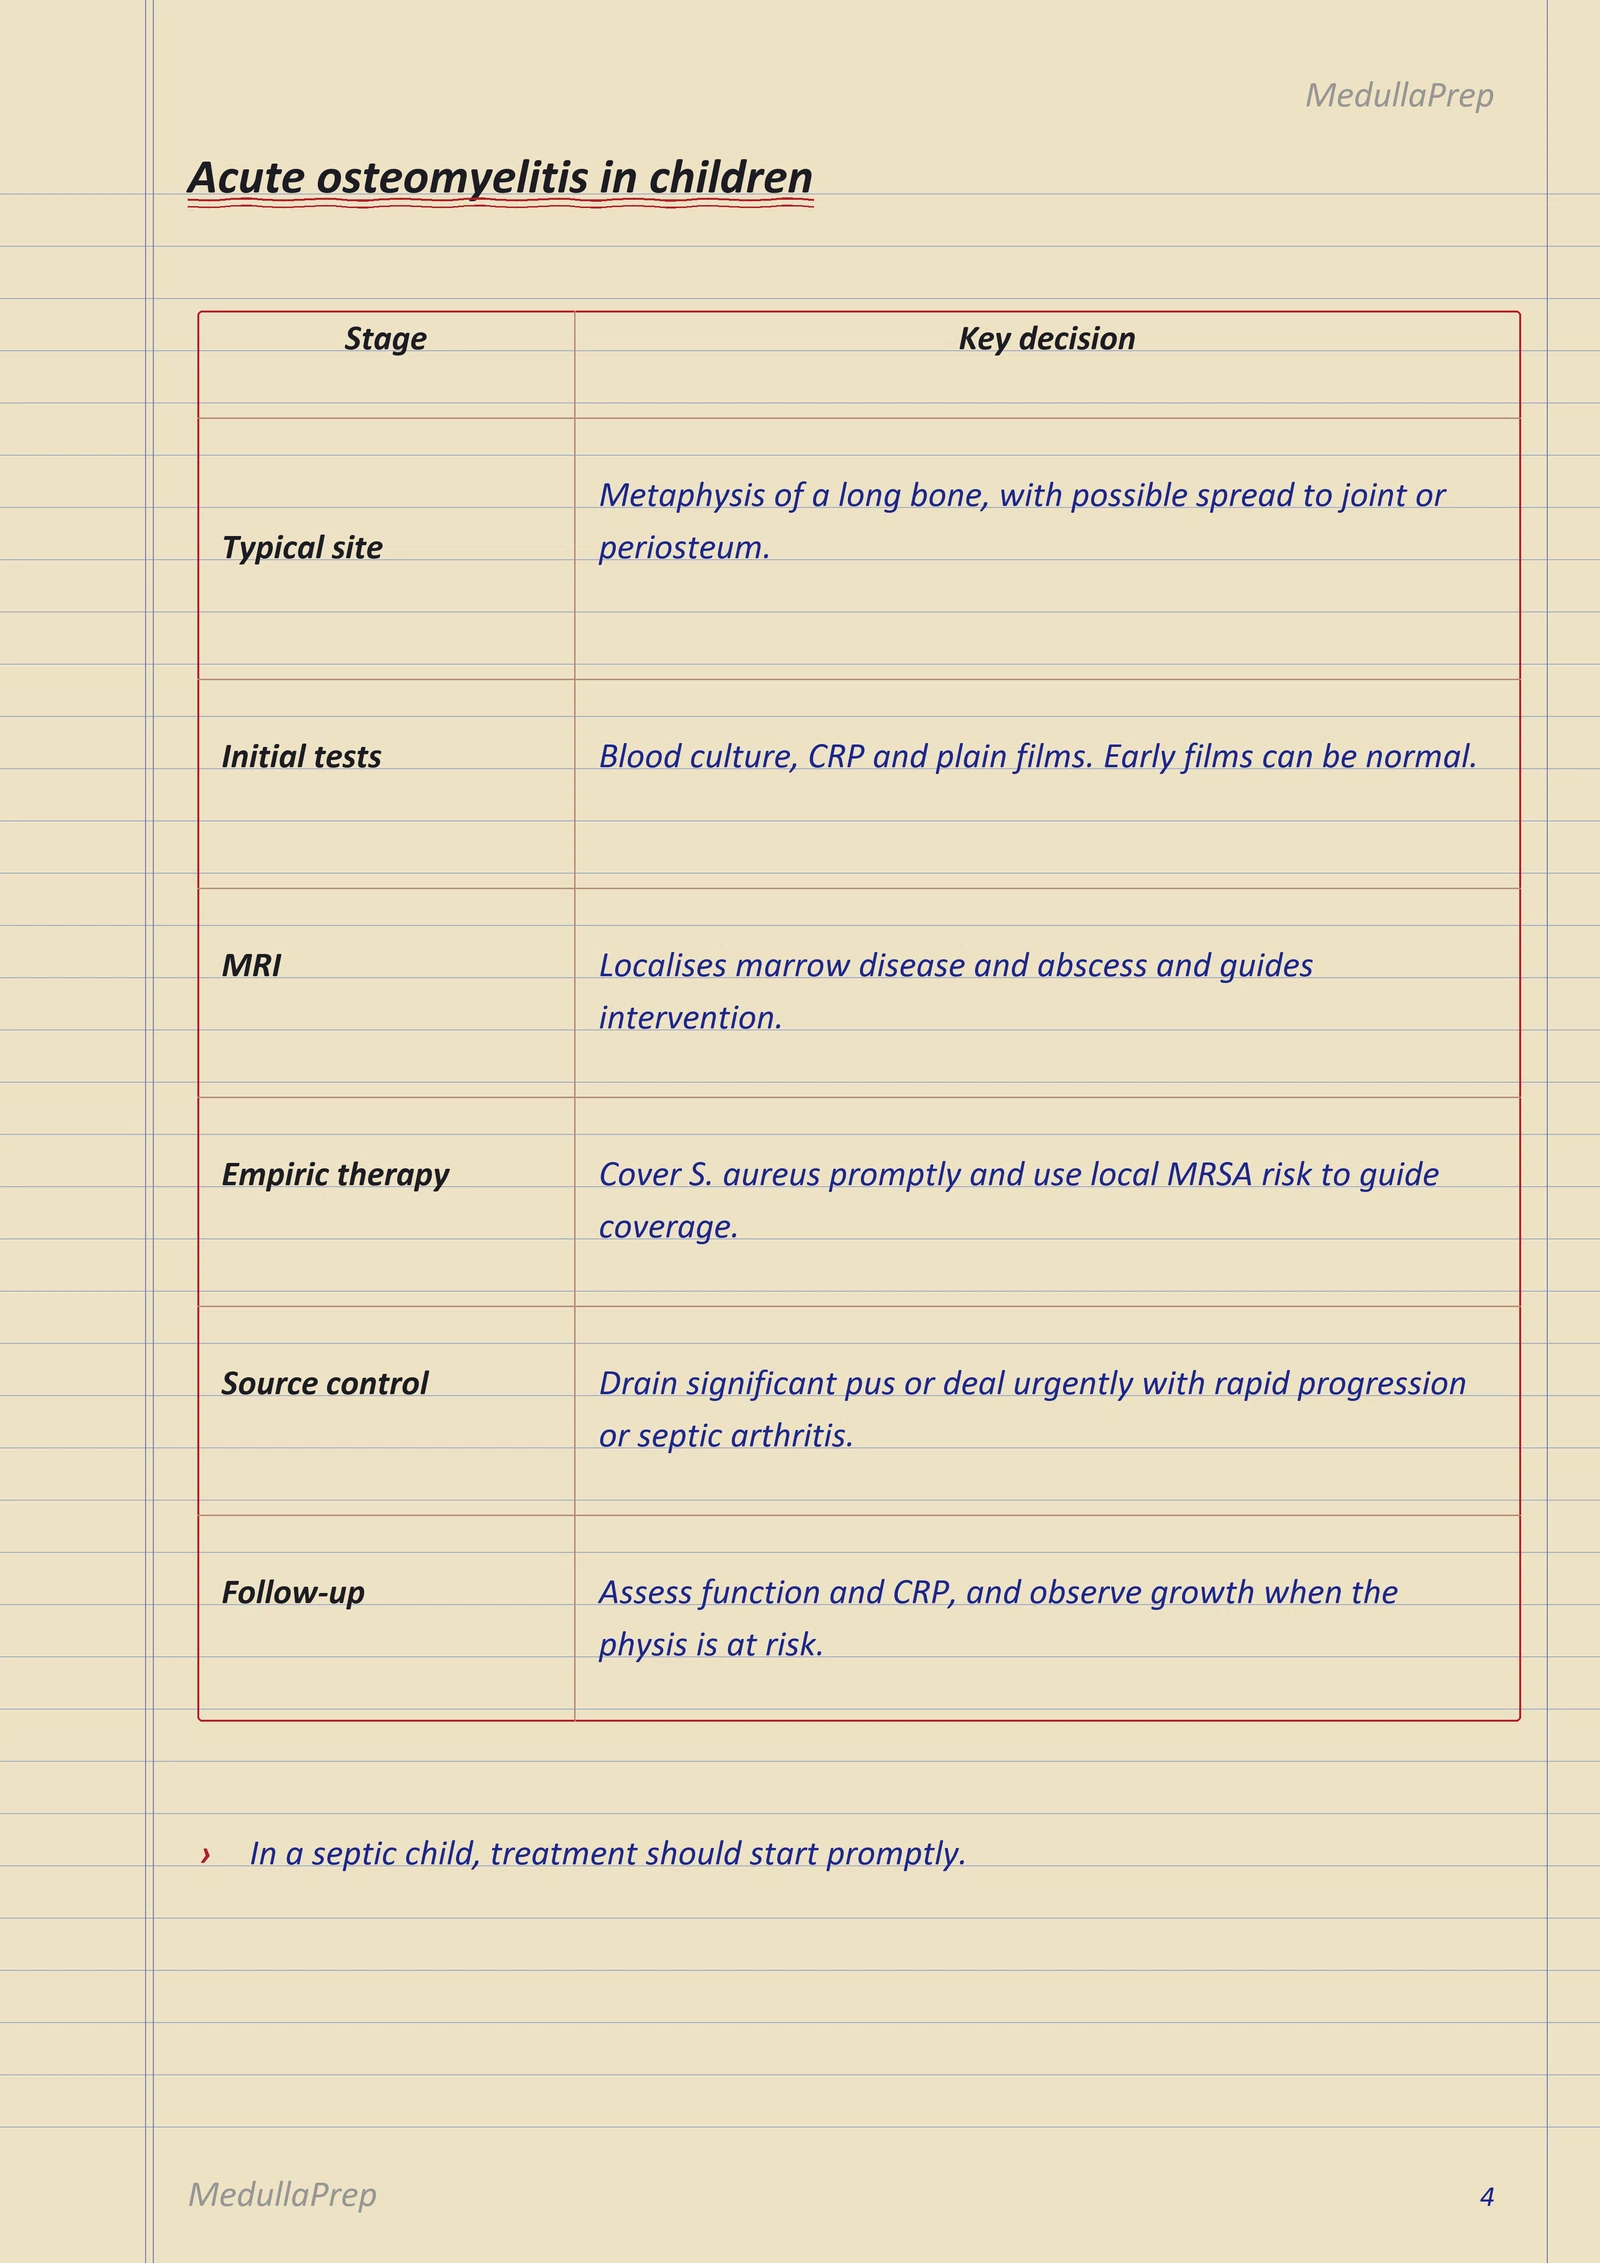 MedullaPrep
Acute osteomyelitis in children
Stage
Key decision
Typical site
Metaphysis of a long bone, with possible spread to joint or
periosteum.
Initial tests
Blood culture, CRP and plain films. Early films can be normal.
MRI
Localises marrow disease and abscess and guides
intervention.
Empiric therapy
Cover S. aureus promptly and use local MRSA risk to guide
coverage.
Source control
Drain significant pus or deal urgently with rapid progression
or septic arthritis.
Follow-up
Assess function and CRP, and observe growth when the
physis is at risk.
› In a septic child, treatment should start promptly.
MedullaPrep
4